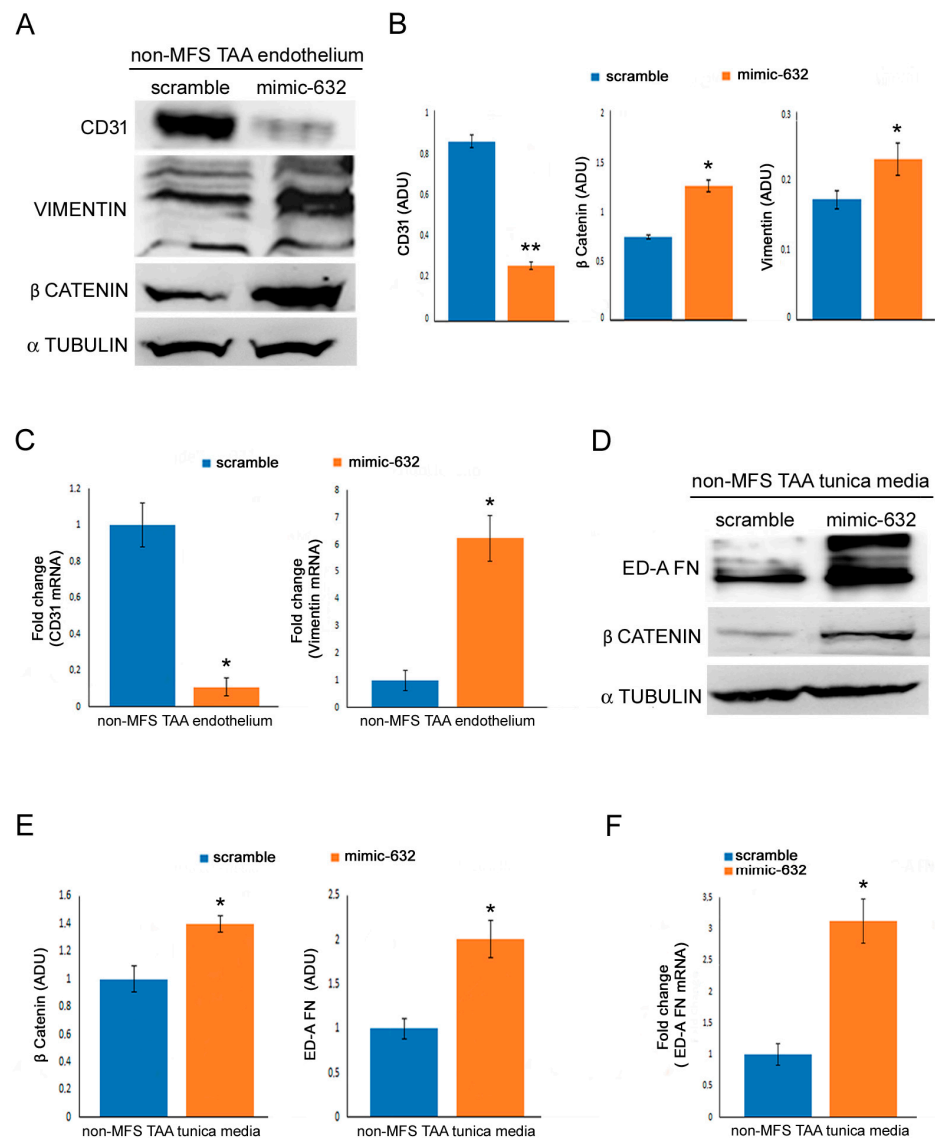 A
non-MFS TAA endothelium
scramble mimic-632
CD31
VIMENTIN
β CATENIN
α TUBULIN
B
scramble mimic-632
CD31 (ADU)
1
0,8
0,6
0,4
0,2
0
**
β Catenin (ADU)
2
1,5
1
0,5
0
*
Vimentin (ADU)
0,3
0,2
0,1
0
*
C
scramble mimic-632
Fold change
(CD31 mRNA)
1.2
1
0.8
0.6
0.4
0.2
0
*
non-MFS TAA endothelium
Fold change
(Vimentin mRNA)
8
7
6
5
4
3
2
1
0
*
non-MFS TAA endothelium
D
non-MFS TAA tunica media
scramble mimic-632
ED-A FN
β CATENIN
α TUBULIN
E
scramble mimic-632
β Catenin (ADU)
1.6
1.4
1.2
1
0.8
0.6
0.4
0.2
0
*
non-MFS TAA tunica media
ED-A FN (ADU)
2.5
2
1.5
1
0.5
0
*
non-MFS TAA tunica media
F
scramble
mimic-632
Fold change
( ED-A FN mRNA)
3.5
3
2.5
2
1.5
1
0.5
0
*
non-MFS TAA tunica media